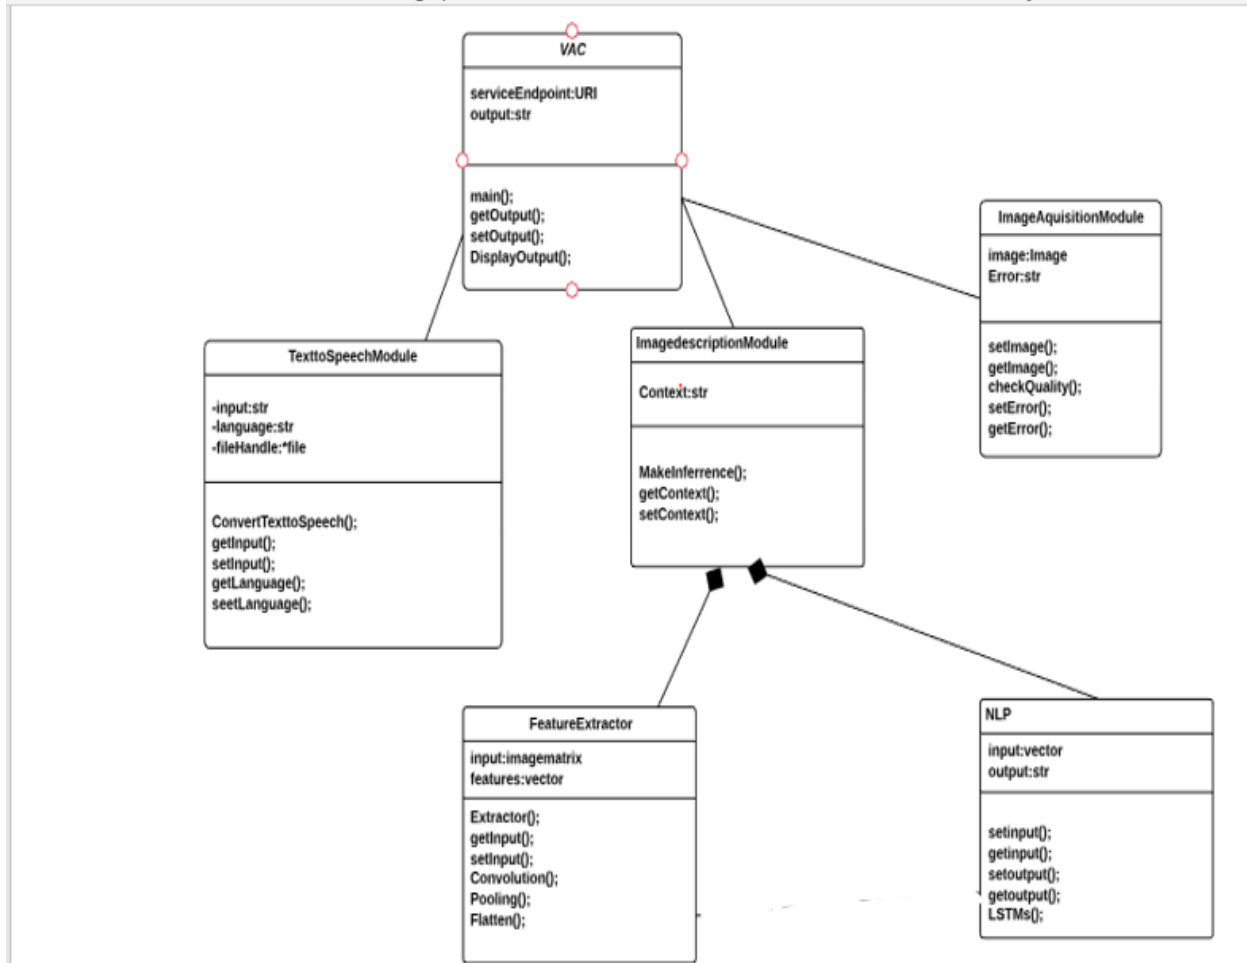 VAC
serviceEndpoint:URI
output:str
main();
getOutput();
setOutput();
DisplayOutput();
ImageAquisitionModule
image:Image
Error:str
setImage();
getImage();
checkQuality();
setError();
getError();
TexttoSpeechModule
-input:str
-language:str
-fileHandle:*file
ConvertTexttoSpeech();
getInput();
setInput();
getLanguage();
seetLanguage();
ImagedescriptionModule
Context:str
MakeInferrence();
getContext();
setContext();
FeatureExtractor
input:imagematrix
features:vector
Extractor();
getInput();
setInput();
Convolution();
Pooling();
Flatten();
NLP
input:vector
output:str
setinput();
getinput();
setoutput();
getoutput();
LSTMs();